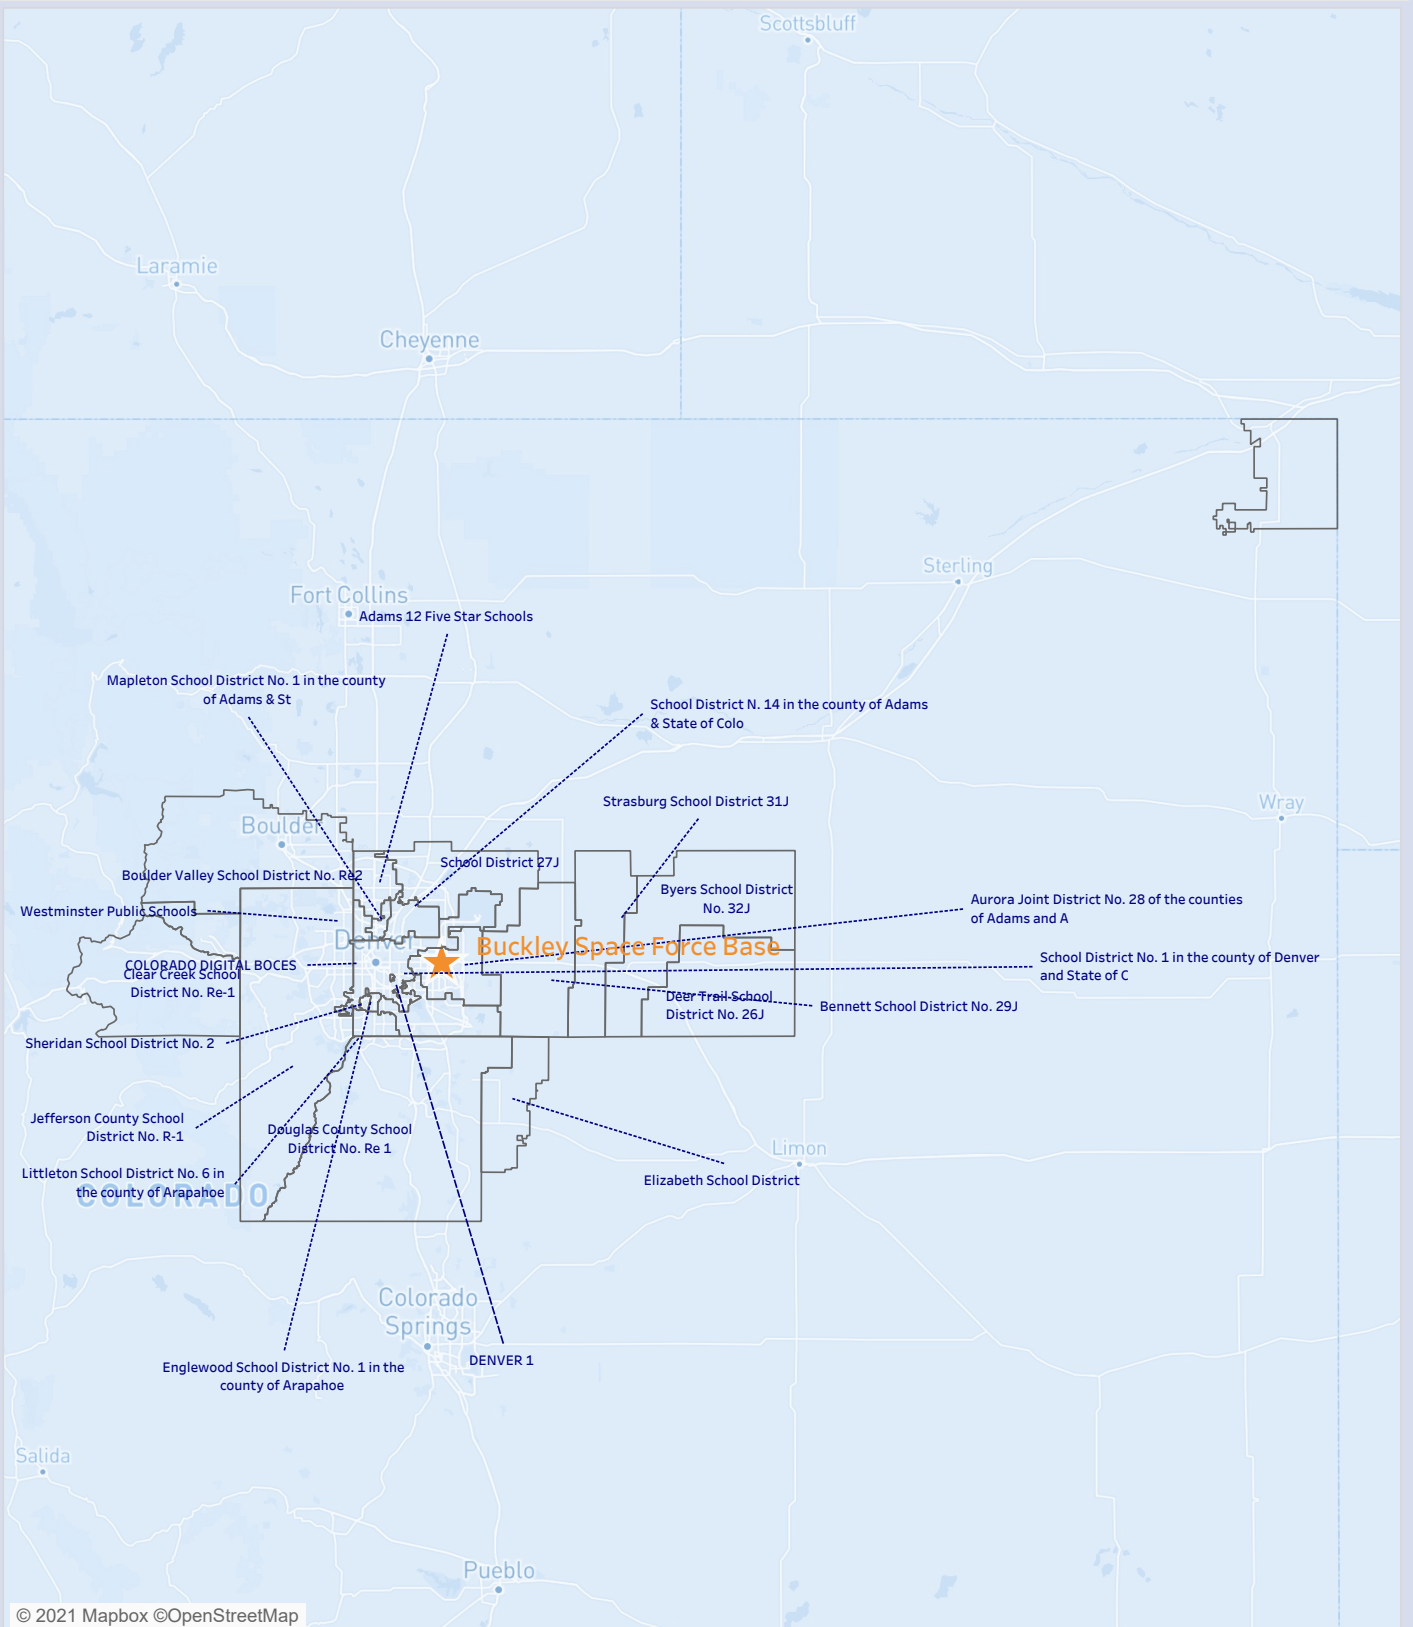 Scottsbluff
Laramie
Cheyenne
Sterling
Fort Collins
Adams 12 Five Star Schools
Mapleton School District No. 1 in the county
of Adams & St
School District N. 14 in the county of Adams
& State of Colo
Strasburg School District 31J
Wray
Boulder
School District 27J
Boulder Valley School District No. Re2
Byers School District
No. 32J
Aurora Joint District No. 28 of the counties
of Adams and A
Westminster Public Schools
Denver
Buckley Space Force Base
School District No. 1 in the county of Denver
and State of C
COLORADO DIGITAL BOCES
Clear Creek School
District No. Re-1
Deer Trail School
District No. 26J
Bennett School District No. 29J
Sheridan School District No. 2
Jefferson County School
District No. R-1
Douglas County School
District No. Re 1
Limon
Littleton School District No. 6 in
the county of Arapahoe
COLORADO
Elizabeth School District
Colorado
Springs
DENVER 1
Englewood School District No. 1 in the
county of Arapahoe
Salida
Pueblo
© 2021 Mapbox ©OpenStreetMap